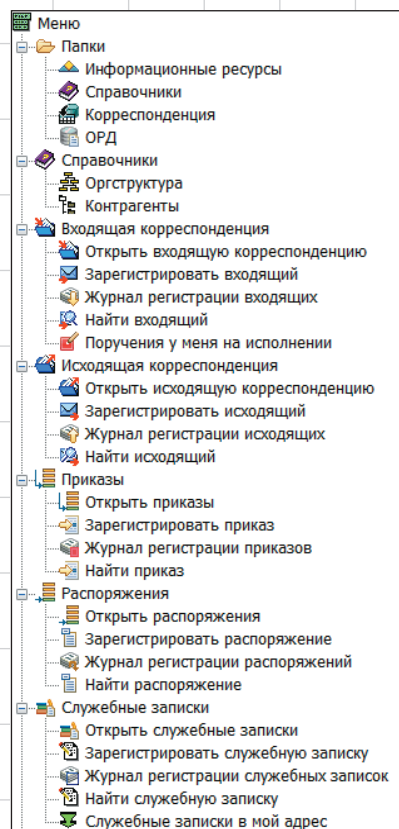 Меню
Папки
Информационные ресурсы
Справочники
Корреспонденция
ОРД
Справочники
Оргструктура
Контрагенты
Входящая корреспонденция
Открыть входящую корреспонденцию
Зарегистрировать входящий
Журнал регистрации входящих
Найти входящий
Поручения у меня на исполнении
Исходящая корреспонденция
Открыть исходящую корреспонденцию
Зарегистрировать исходящий
Журнал регистрации исходящих
Найти исходящий
Приказы
Открыть приказы
Зарегистрировать приказ
Журнал регистрации приказов
Найти приказ
Распоряжения
Открыть распоряжения
Зарегистрировать распоряжение
Журнал регистрации распоряжений
Найти распоряжение
Служебные записки
Открыть служебные записки
Зарегистрировать служебную записку
Журнал регистрации служебных записок
Найти служебную записку
Служебные записки в мой адрес